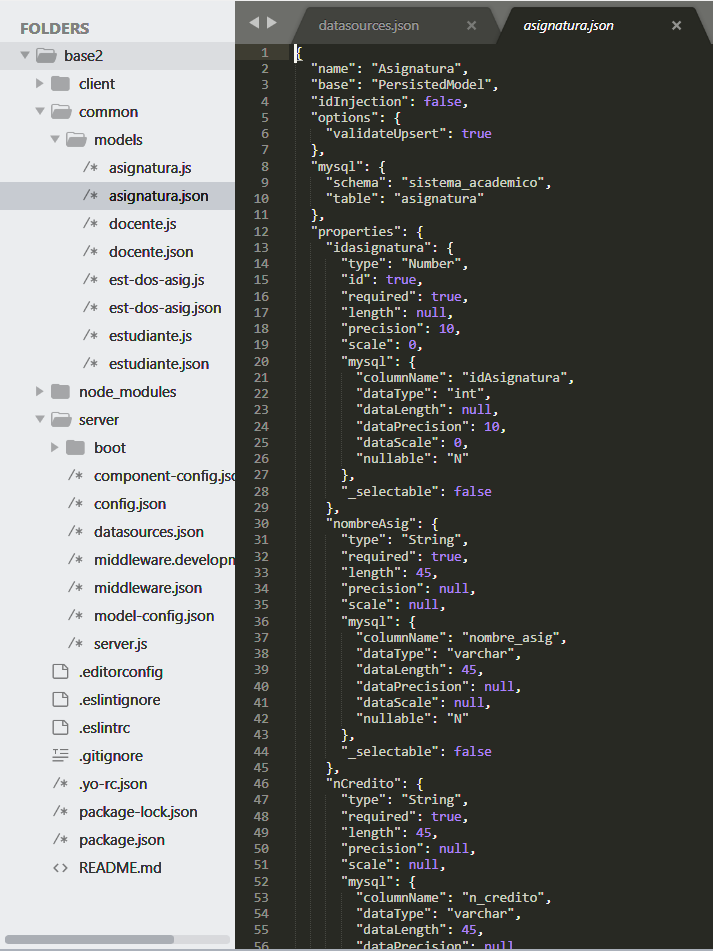 FOLDERS
base2
client
common
models
asignatura.js
asignatura.json
docente.js
docente.json
est-dos-asig.js
est-dos-asig.json
estudiante.js
estudiante.json
node_modules
server
boot
component-config.jso
config.json
datasources.json
middleware.developm
middleware.json
model-config.json
server.js
.editorconfig
.eslintignore
.eslintrc
.gitignore
.yo-rc.json
package-lock.json
package.json
README.md
datasources.json × asignatura.json ×
1 {
2 "name": "Asignatura",
3 "base": "PersistedModel",
4 "idInjection": false,
5 "options": {
6 "validateUpsert": true
7 },
8 "mysql": {
9 "schema": "sistema_academico",
10 "table": "asignatura"
11 },
12 "properties": {
13 "idasignatura": {
14 "type": "Number",
15 "id": true,
16 "required": true,
17 "length": null,
18 "precision": 10,
19 "scale": 0,
20 "mysql": {
21 "columnName": "idAsignatura",
22 "dataType": "int",
23 "dataLength": null,
24 "dataPrecision": 10,
25 "dataScale": 0,
26 "nullable": "N"
27 },
28 "_selectable": false
29 },
30 "nombreAsig": {
31 "type": "String",
32 "required": true,
33 "length": 45,
34 "precision": null,
35 "scale": null,
36 "mysql": {
37 "columnName": "nombre_asig",
38 "dataType": "varchar",
39 "dataLength": 45,
40 "dataPrecision": null,
41 "dataScale": null,
42 "nullable": "N"
43 },
44 "_selectable": false
45 },
46 "nCredito": {
47 "type": "String",
48 "required": true,
49 "length": 45,
50 "precision": null,
51 "scale": null,
52 "mysql": {
53 "columnName": "n_credito",
54 "dataType": "varchar",
55 "dataLength": 45,
56 "dataPrecision": null,